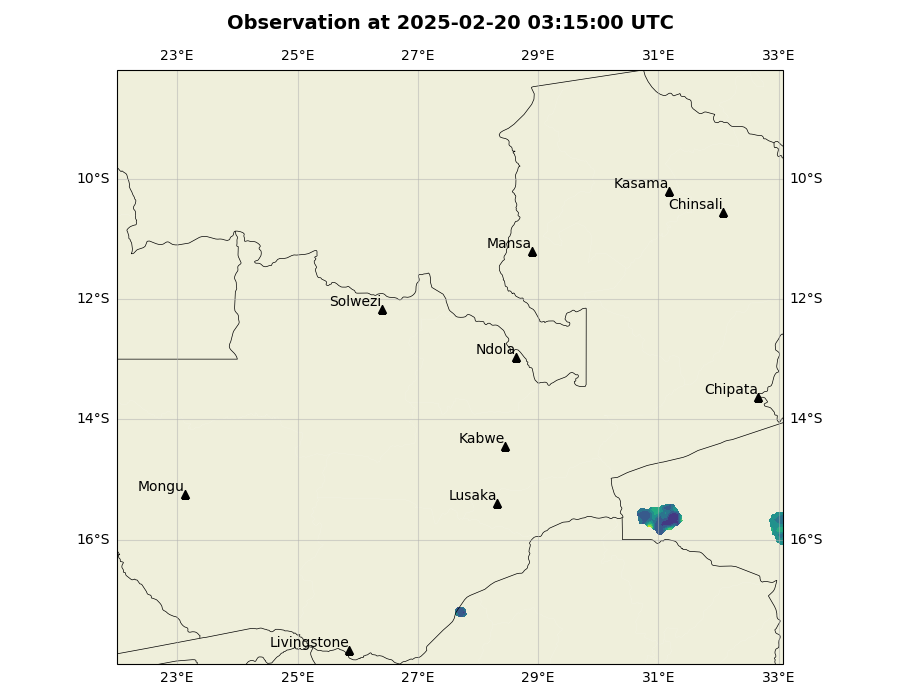 Observation at 2025-02-20 03:15:00 UTC
23°E 25°E 27°E 29°E 31°E 33°E
10°S 10°S
Kasama
Chinsali
Mansa
12°S 12°S
Solwezi
Ndola
Chipata
14°S 14°S
Kabwe
Mongu
Lusaka
16°S 16°S
Livingstone
23°E 25°E 27°E 29°E 31°E 33°E